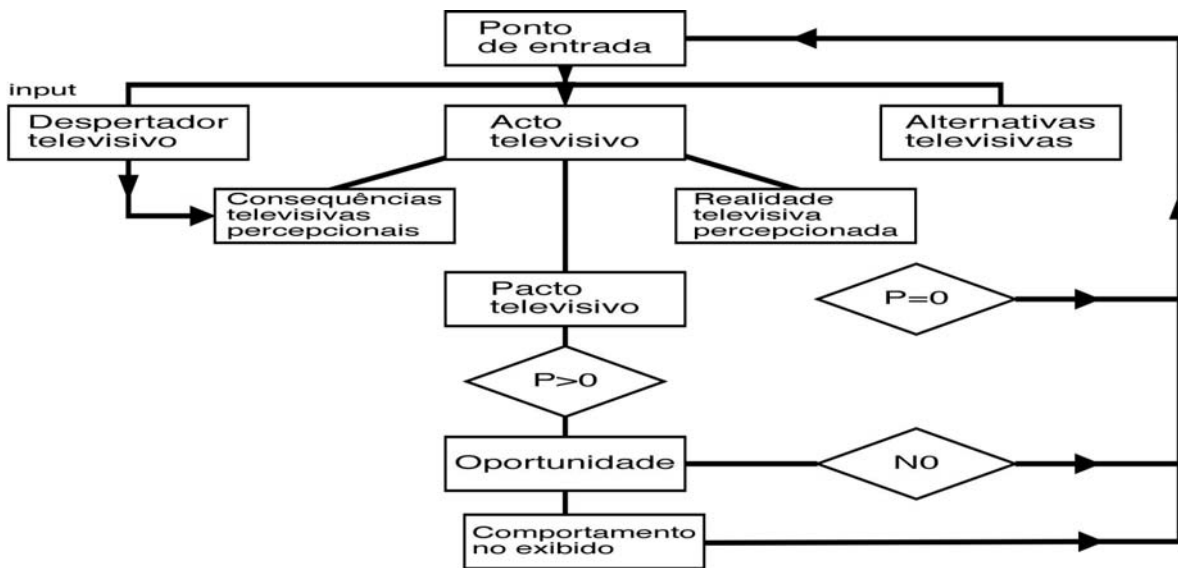 Ponto
de entrada
input
Despertador
televisivo
Acto
televisivo
Alternativas
televisivas
Consequências
televisivas
percepcionais
Realidade
televisiva
percepcionada
Pacto
televisivo
P=0
P>0
Oportunidade
N0
Comportamento
no exibido